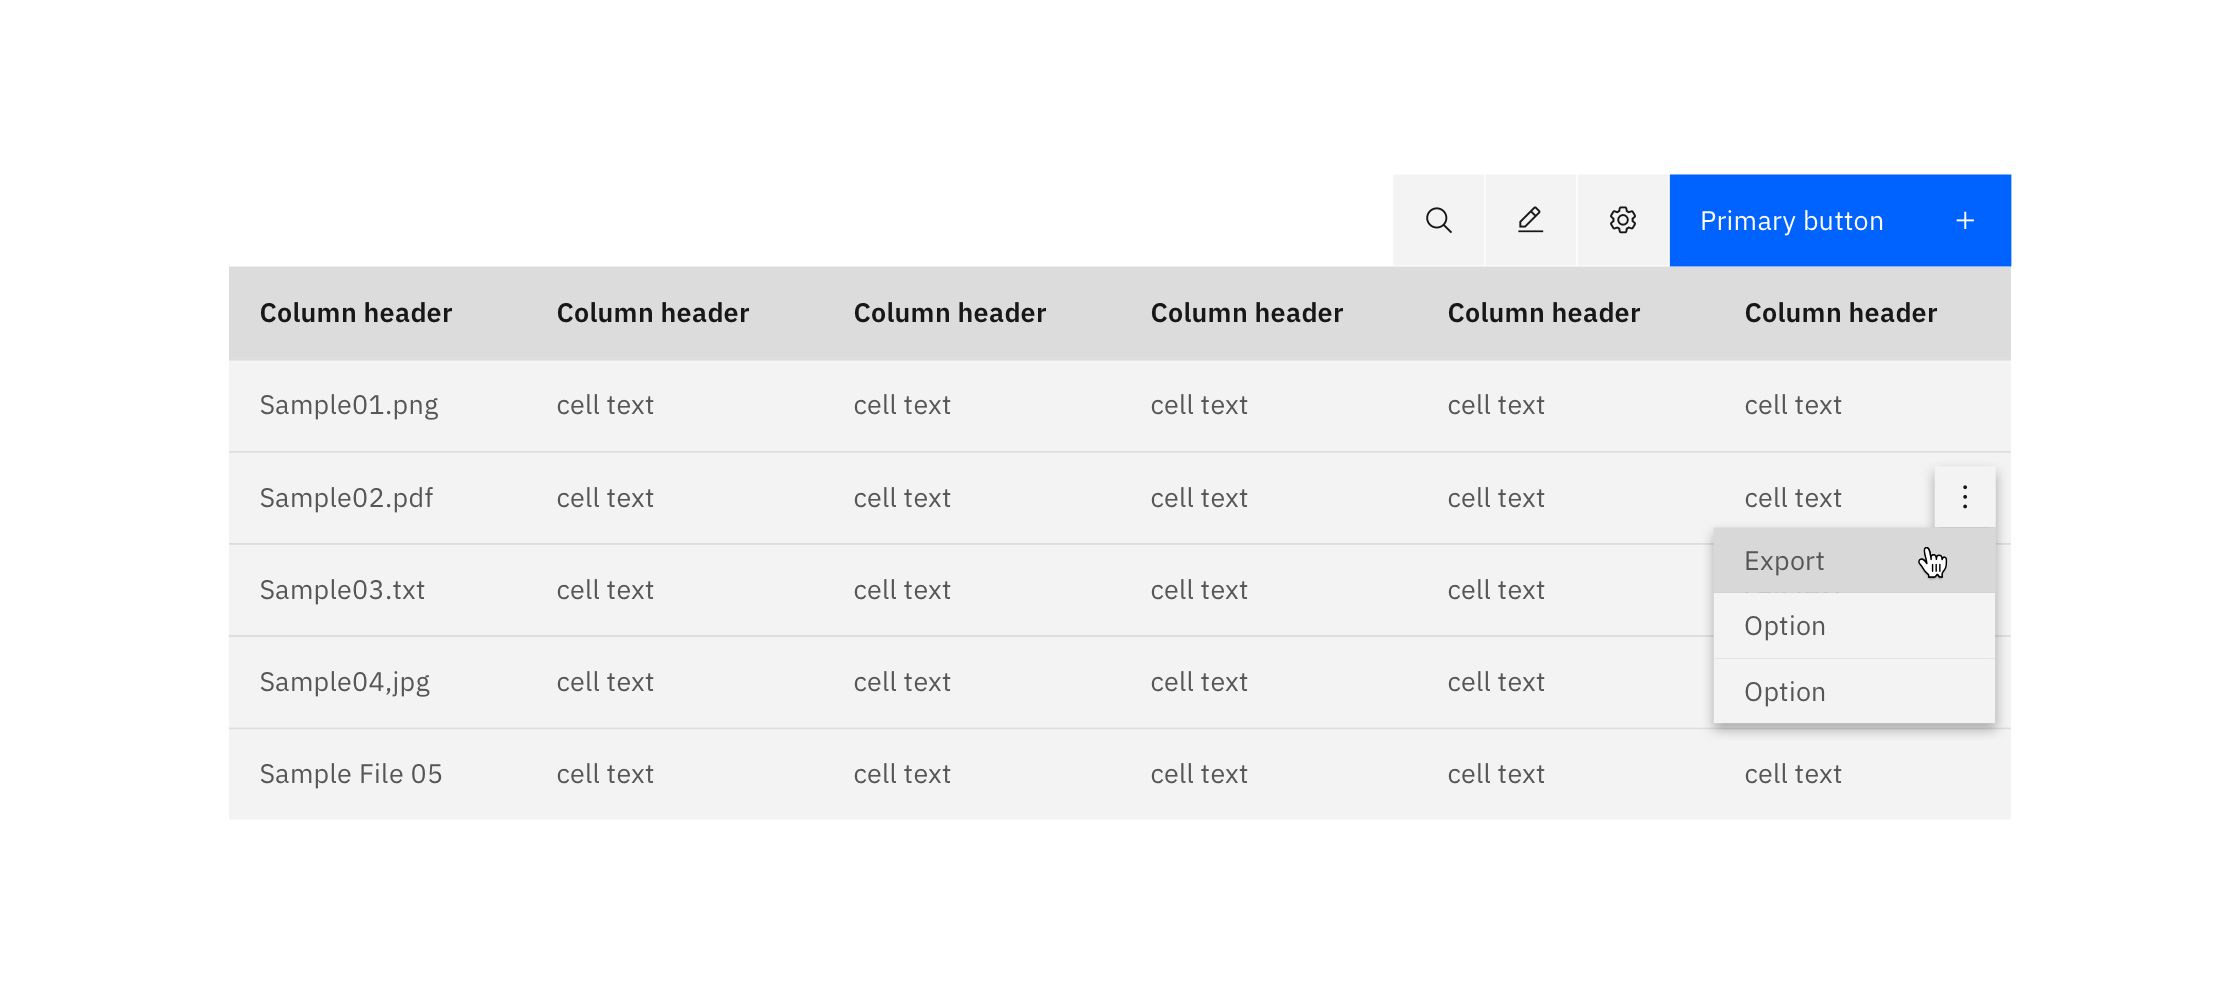 Primary button
Column header Column header Column header Column header Column header Column header
Sample01.png cell text cell text cell text cell text cell text
Sample02.pdf cell text cell text cell text cell text cell text
Export
Sample03.txt cell text cell text cell text cell text
Option
Sample04,jpg cell text cell text cell text cell text
Option
Sample File 05 cell text cell text cell text cell text cell text